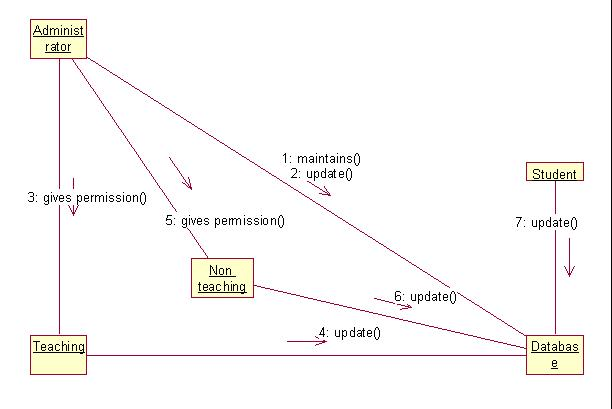 Administ
rator
1: maintains()
2: update()
Student
3: gives permission()
5: gives permission()
7: update()
Non
teaching
6: update()
4: update()
Teaching
Databas
e